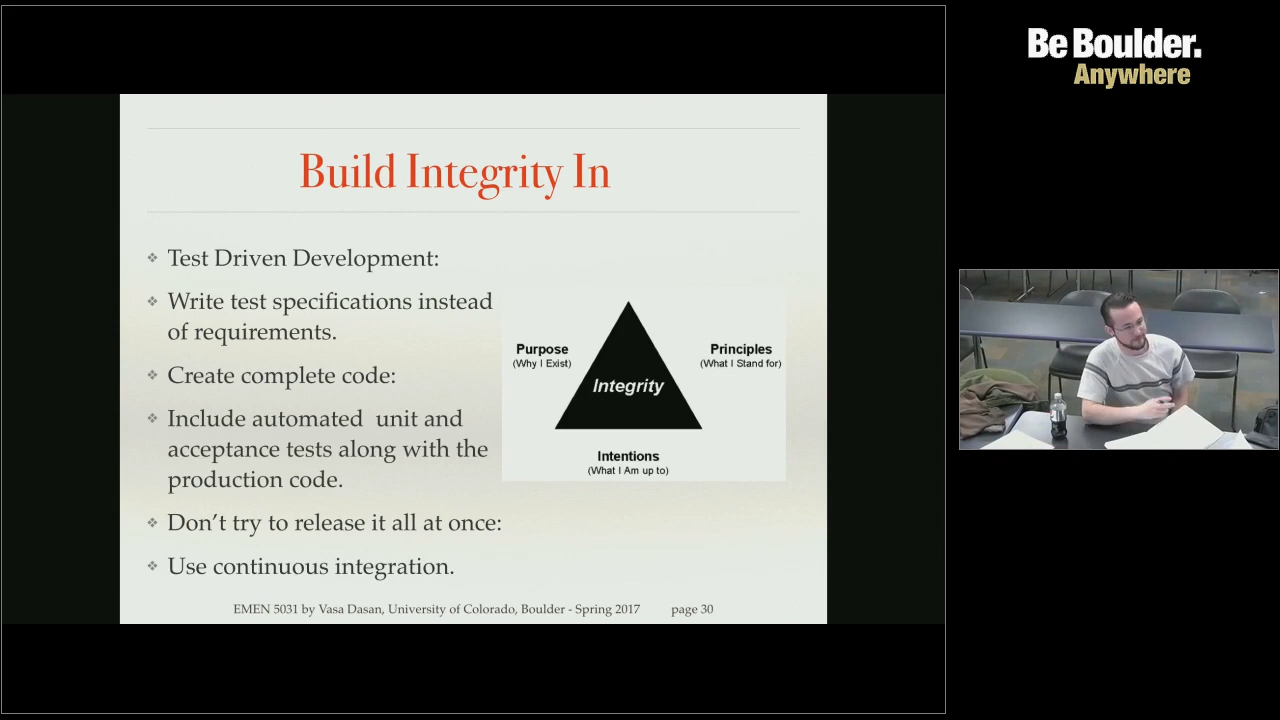 Be Boulder.
Anywhere
Build Integrity In
❖ Test Driven Development:
❖ Write test specifications instead
of requirements.
❖ Create complete code:
❖ Include automated unit and
acceptance tests along with the
production code.
❖ Don't try to release it all at once:
❖ Use continuous integration.
Purpose
(Why I Exist)
Principles
(What I Stand for)
Integrity
Intentions
(What I Am up to)
EMEN 5031 by Vasa Dasan, University of Colorado, Boulder - Spring 2017 page 30